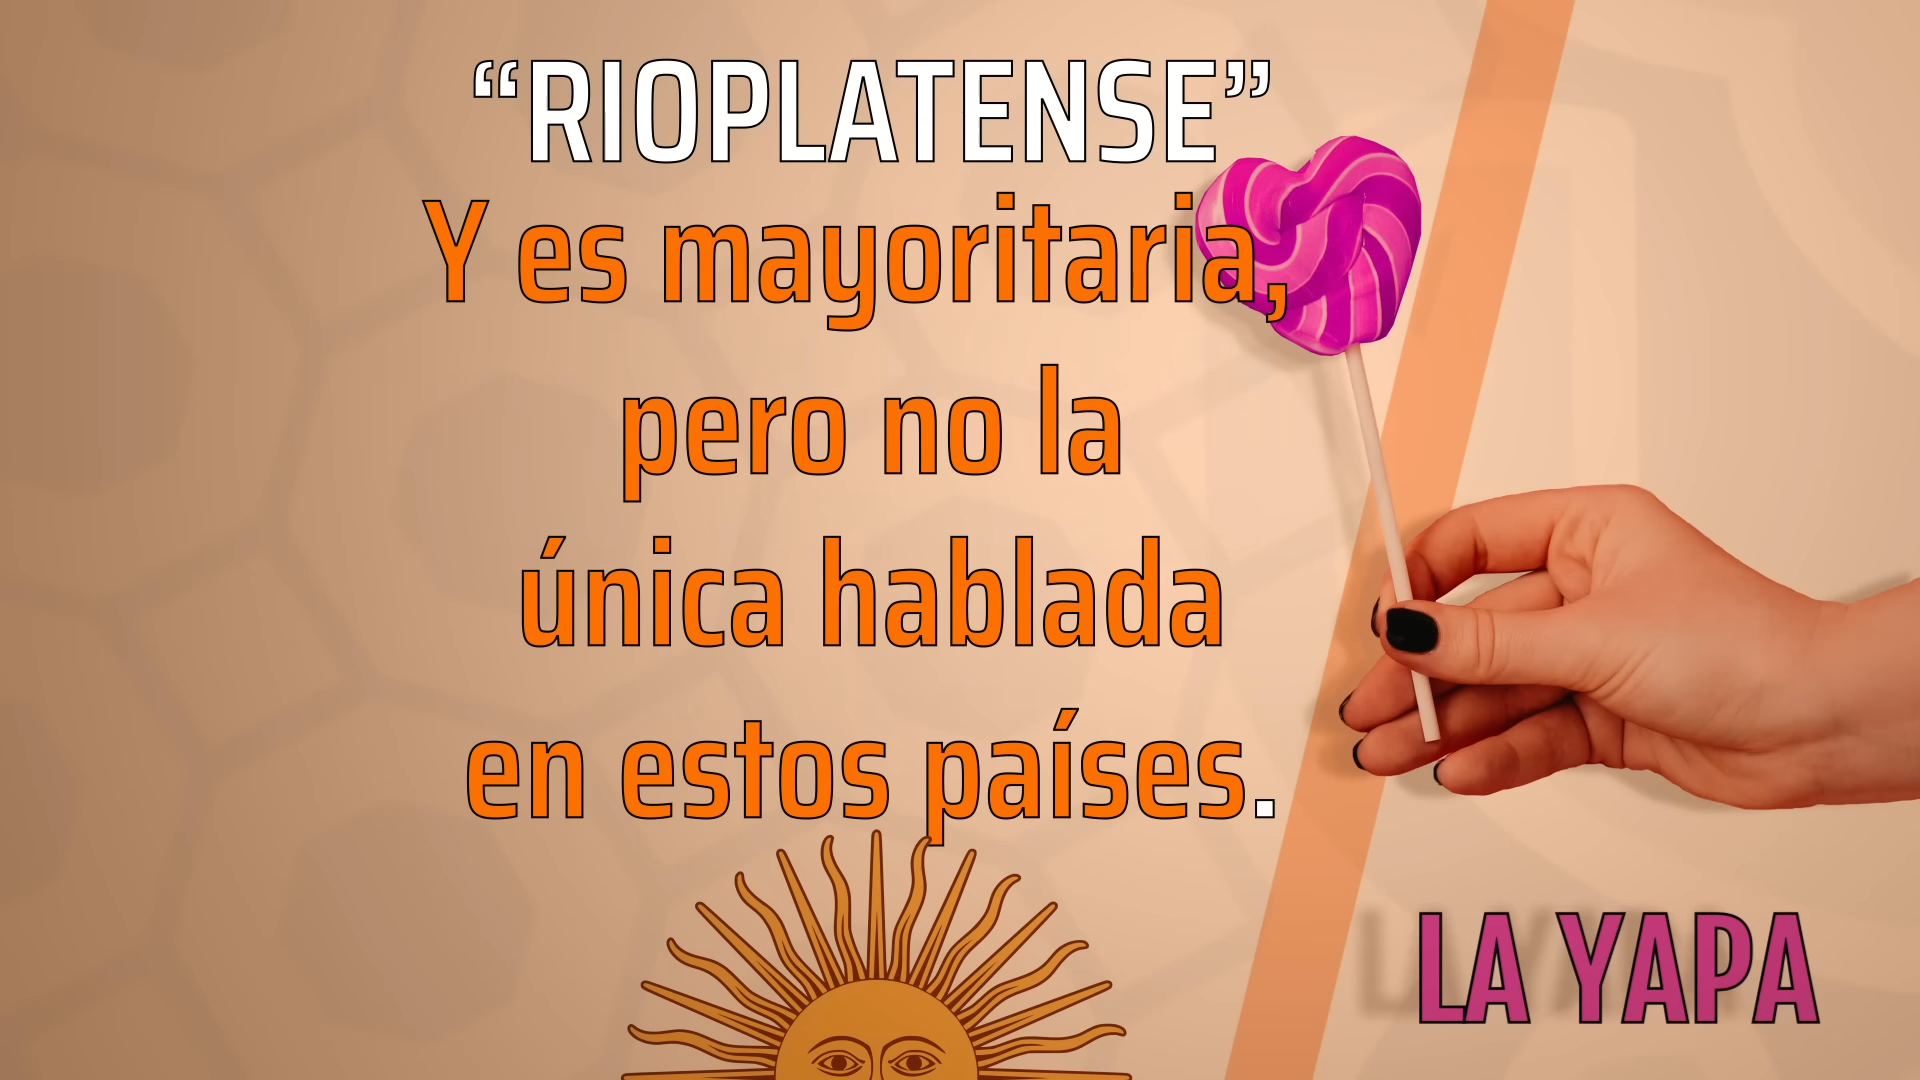 “RIOPLATENSE”
Y es mayoritaria,
pero no la
única hablada
en estos países.
LA YAPA